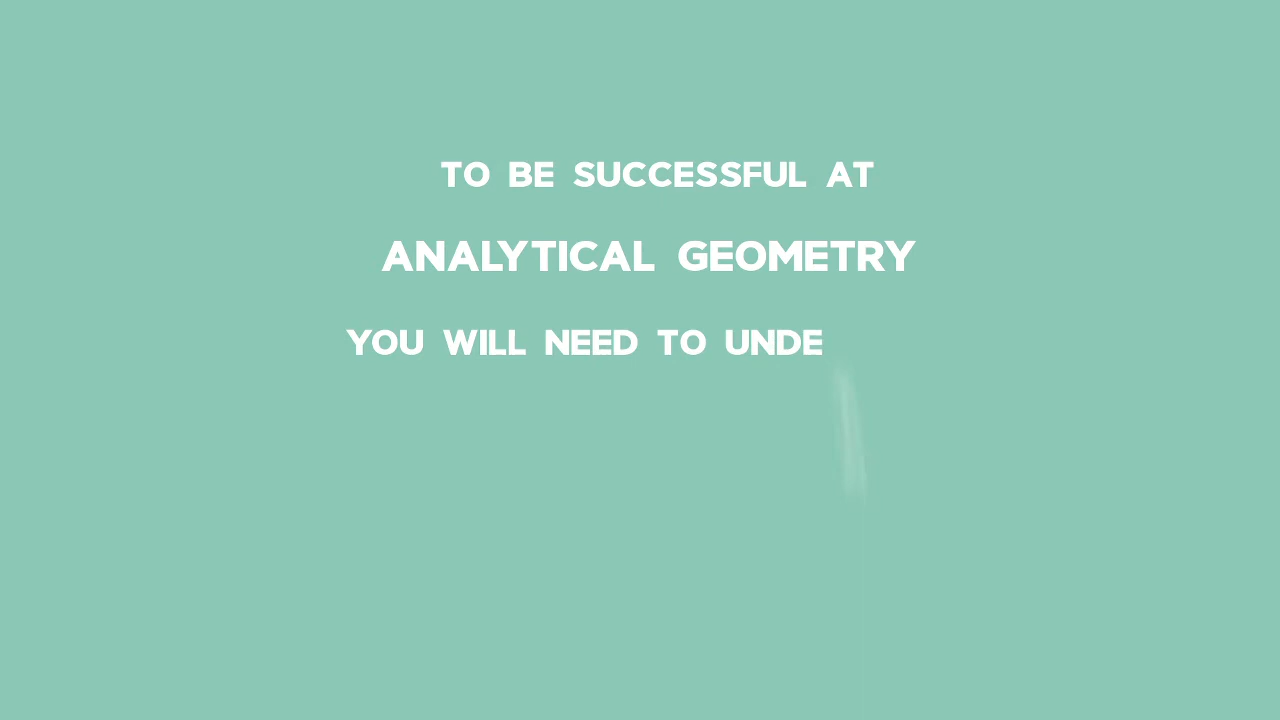 TO BE SUCCESSFUL AT
ANALYTICAL GEOMETRY
YOU WILL NEED TO UNDE